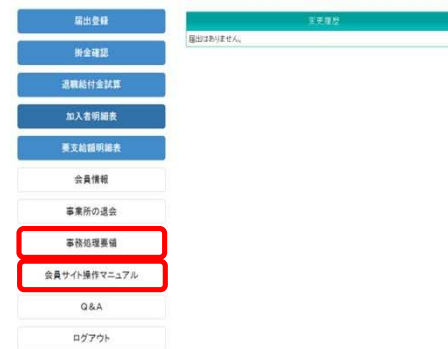 届出登録
変更履歴
届出はありません。
掛金確認
退職給付金試算
加入者明細表
要支給額明細表
会員情報
事業所の退会
事務処理要領
会員サイト操作マニュアル
Q&A
ログアウト